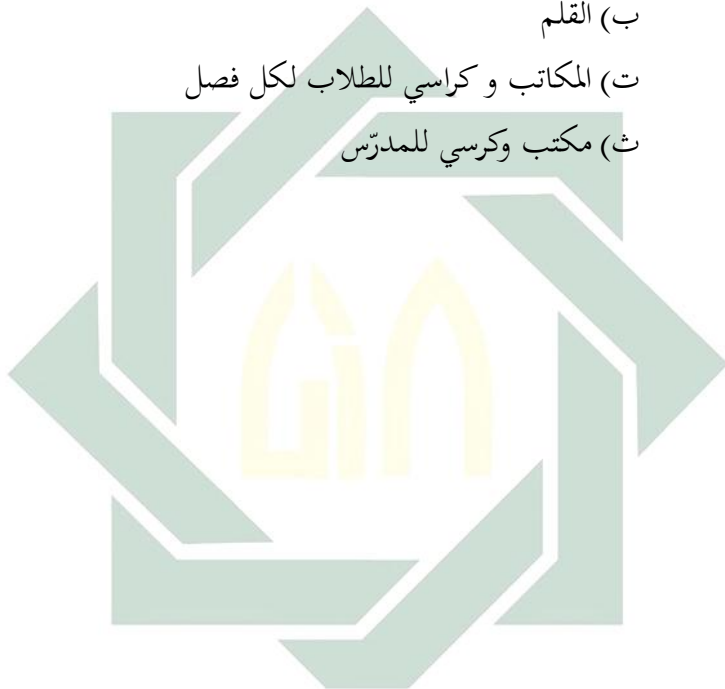 ب) القلم
ت) المكاتب و كراسي للطلاب لكل فصل
ث) مكتب وكرسي للمدرّس